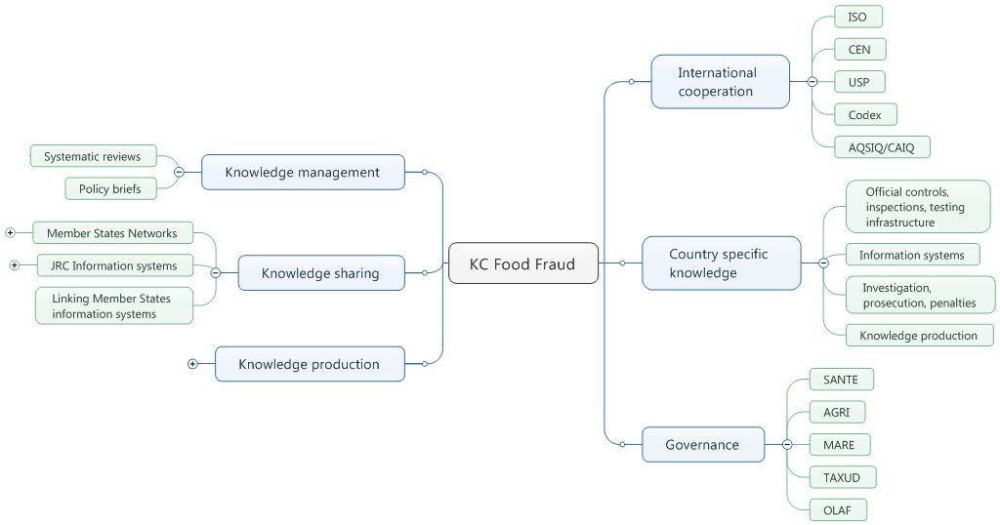 KC Food Fraud
Knowledge management
Systematic reviews
Policy briefs
Knowledge sharing
Member States Networks
JRC Information systems
Linking Member States
information systems
Knowledge production
International
cooperation
ISO
CEN
USP
Codex
AQSIQ/CAIQ
Country specific
knowledge
Official controls,
inspections, testing
infrastructure
Information systems
Investigation,
prosecution, penalties
Knowledge production
Governance
SANTE
AGRI
MARE
TAXUD
OLAF